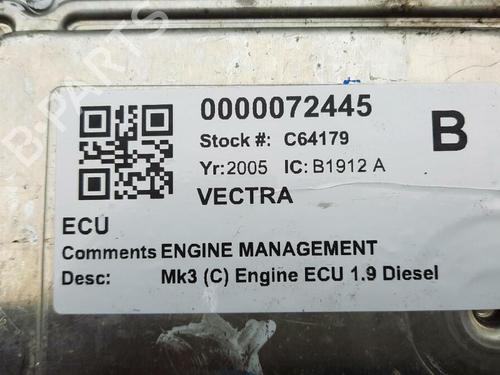 0000072445
Stock #: C64179
B
Yr: 2005 IC: B1912 A
VECTRA
ECU
Comments ENGINE MANAGEMENT
Desc: Mk3 (C) Engine ECU 1.9 Diesel
B-PARTS